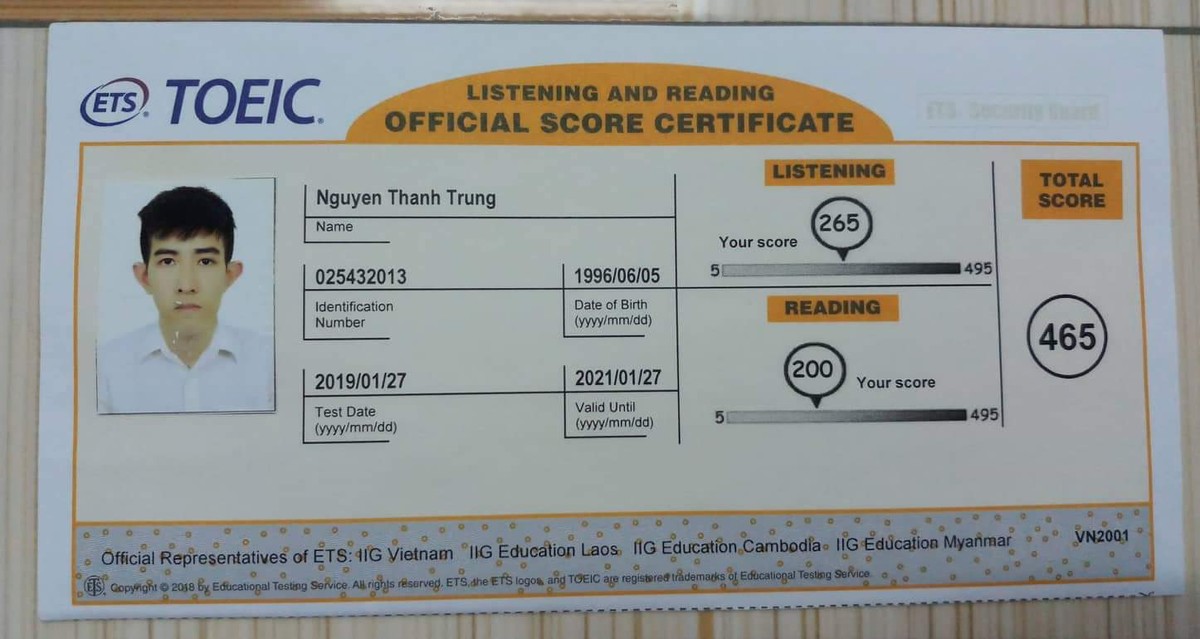 ETS® TOEIC®
LISTENING AND READING
OFFICIAL SCORE CERTIFICATE
ETS Security Guard
Nguyen Thanh Trung
Name
025432013
Identification
Number
1996/06/05
Date of Birth
(yyyy/mm/dd)
2019/01/27
Test Date
(yyyy/mm/dd)
2021/01/27
Valid Until
(yyyy/mm/dd)
LISTENING
265
Your score
5 495
READING
200
Your score
5 495
TOTAL
SCORE
465
Official Representatives of ETS: IIG Vietnam IIG Education Laos IIG Education Cambodia IIG Education Myanmar
VN2001
ETS Copyright © 2018 by Educational Testing Service. All rights reserved. ETS, the ETS logos, and TOEIC are registered trademarks of Educational Testing Service